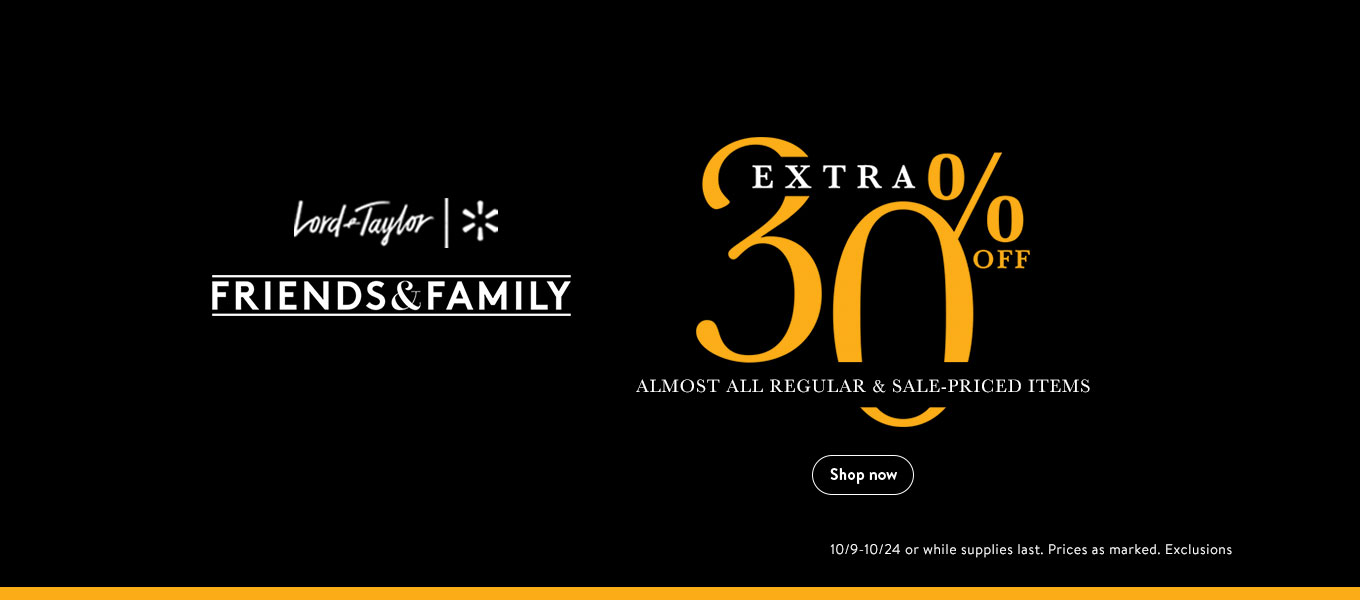 Lord & Taylor
FRIENDS&FAMILY
EXTRA
30%
OFF
ALMOST ALL REGULAR & SALE-PRICED ITEMS
Shop now
10/9-10/24 or while supplies last. Prices as marked. Exclusions